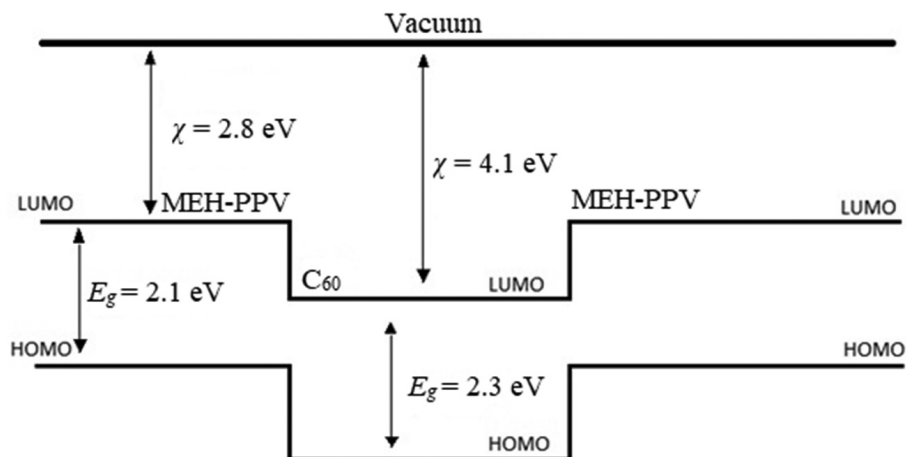 Vacuum
χ = 2.8 eV
χ = 4.1 eV
LUMO
MEH-PPV
MEH-PPV
LUMO
C₆₀
LUMO
E𝑔 = 2.1 eV
HOMO
HOMO
E𝑔 = 2.3 eV
HOMO